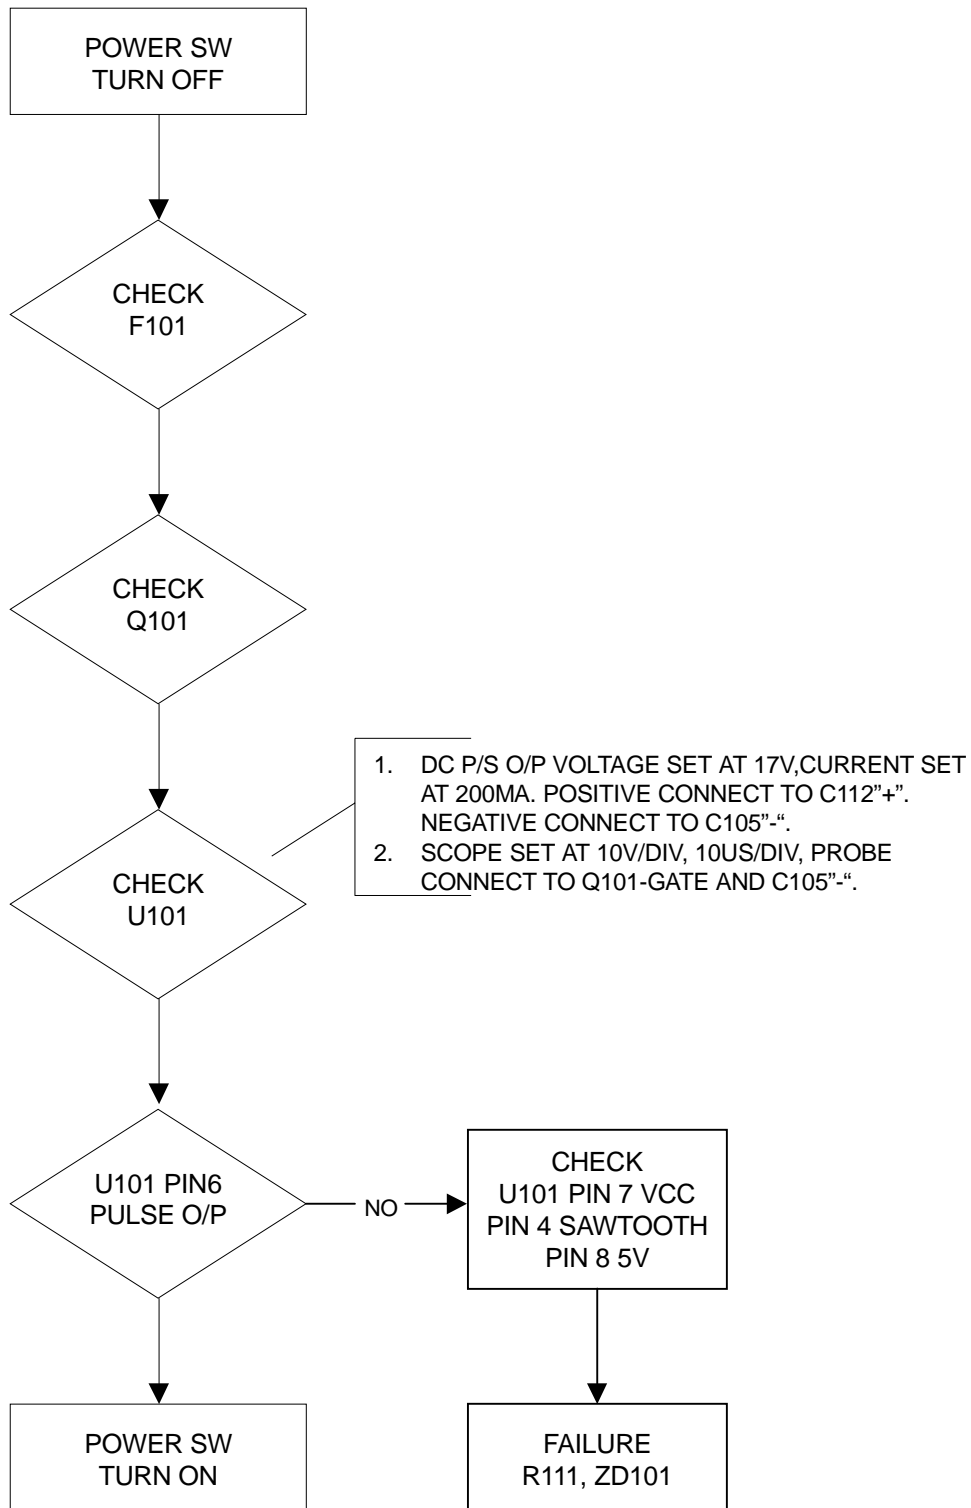 POWER SW
TURN OFF
CHECK
F101
CHECK
Q101
1. DC P/S O/P VOLTAGE SET AT 17V,CURRENT SET
AT 200MA. POSITIVE CONNECT TO C112”+”.
NEGATIVE CONNECT TO C105”-“.
2. SCOPE SET AT 10V/DIV, 10US/DIV, PROBE
CONNECT TO Q101-GATE AND C105”-“.
CHECK
U101
U101 PIN6
PULSE O/P
NO
CHECK
U101 PIN 7 VCC
PIN 4 SAWTOOTH
PIN 8 5V
POWER SW
TURN ON
FAILURE
R111, ZD101